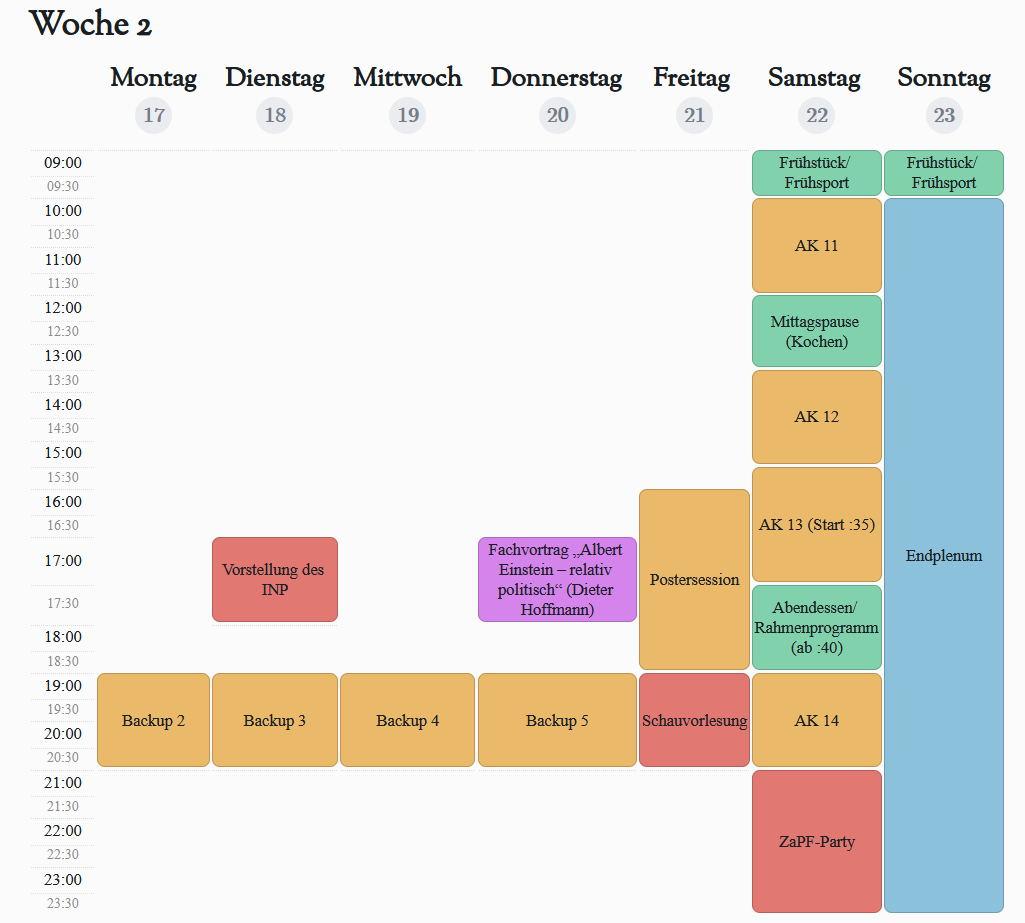 Woche 2
Montag Dienstag Mittwoch Donnerstag Freitag Samstag Sonntag
17 18 19 20 21 22 23
09:00
09:30
10:00
10:30
11:00
11:30
12:00
12:30
13:00
13:30
14:00
14:30
15:00
15:30
16:00
16:30
17:00
17:30
18:00
18:30
19:00
19:30
20:00
20:30
21:00
21:30
22:00
22:30
23:00
23:30
Backup 2
Vorstellung des
INP
Backup 3
Backup 4
Fachvortrag „Albert
Einstein – relativ
politisch“ (Dieter
Hoffmann)
Backup 5
Postersession
Schauvorlesung
Frühstück/
Frühsport
AK 11
Mittagspause
(Kochen)
AK 12
AK 13 (Start :35)
Abendessen/
Rahmenprogramm
(ab :40)
AK 14
ZaPF-Party
Frühstück/
Frühsport
Endplenum